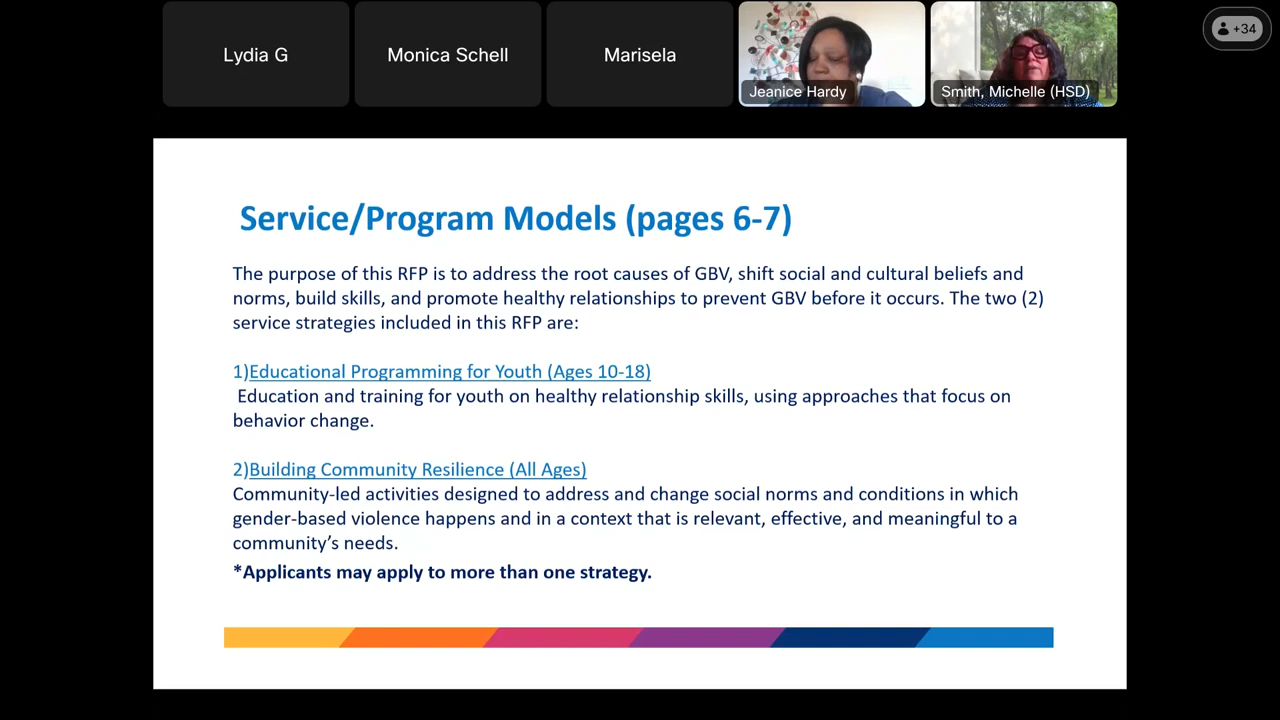 Lydia G
Monica Schell
Marisela
Jeanice Hardy
Smith, Michelle (HSD)
+34
Service/Program Models (pages 6-7)
The purpose of this RFP is to address the root causes of GBV, shift social and cultural beliefs and
norms, build skills, and promote healthy relationships to prevent GBV before it occurs. The two (2)
service strategies included in this RFP are:
1)Educational Programming for Youth (Ages 10-18)
Education and training for youth on healthy relationship skills, using approaches that focus on
behavior change.
2)Building Community Resilience (All Ages)
Community-led activities designed to address and change social norms and conditions in which
gender-based violence happens and in a context that is relevant, effective, and meaningful to a
community’s needs.
*Applicants may apply to more than one strategy.